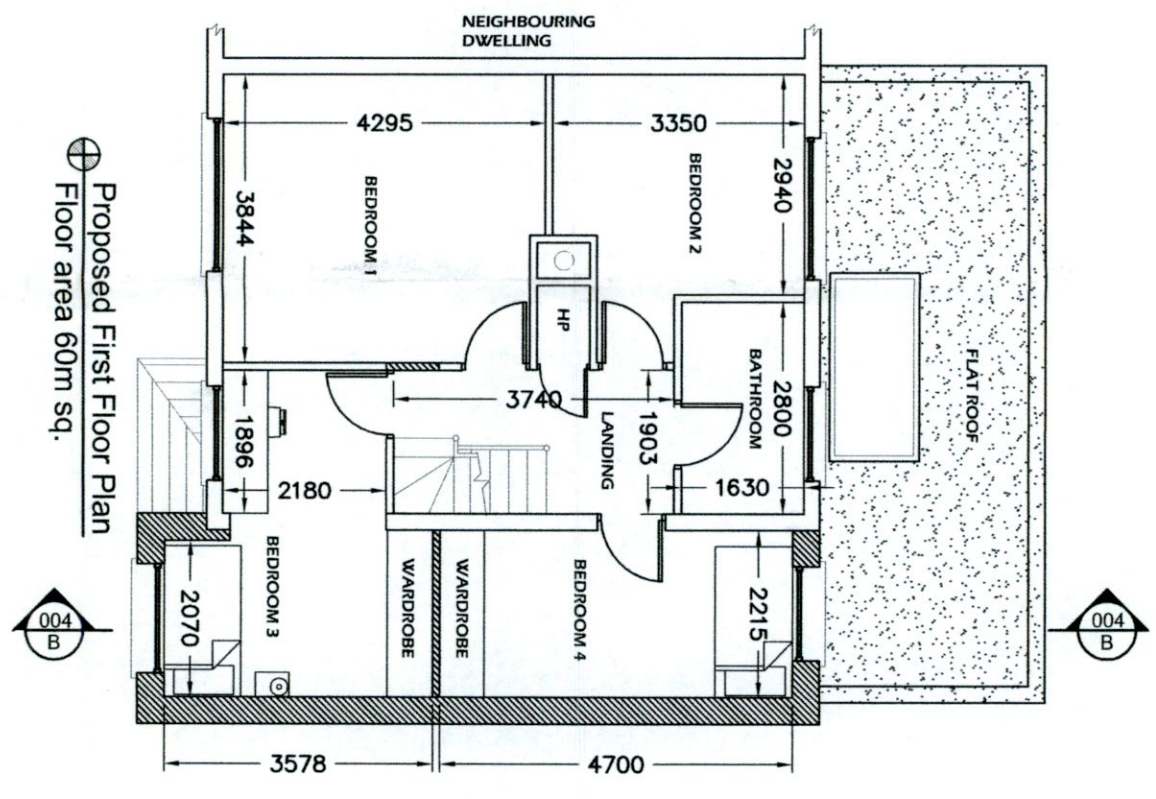 NEIGHBOURING
DWELLING
4295
3350
3844
BEDROOM 1
BEDROOM 2
2940
HP
3740
1896
2180
LANDING
1903
BATHROOM
2800
1630
FLAT ROOF
Proposed First Floor Plan
Floor area 60m sq.
BEDROOM 3
2070
WARDROBE
WARDROBE
BEDROOM 4
2215
004
B
004
B
3578
4700